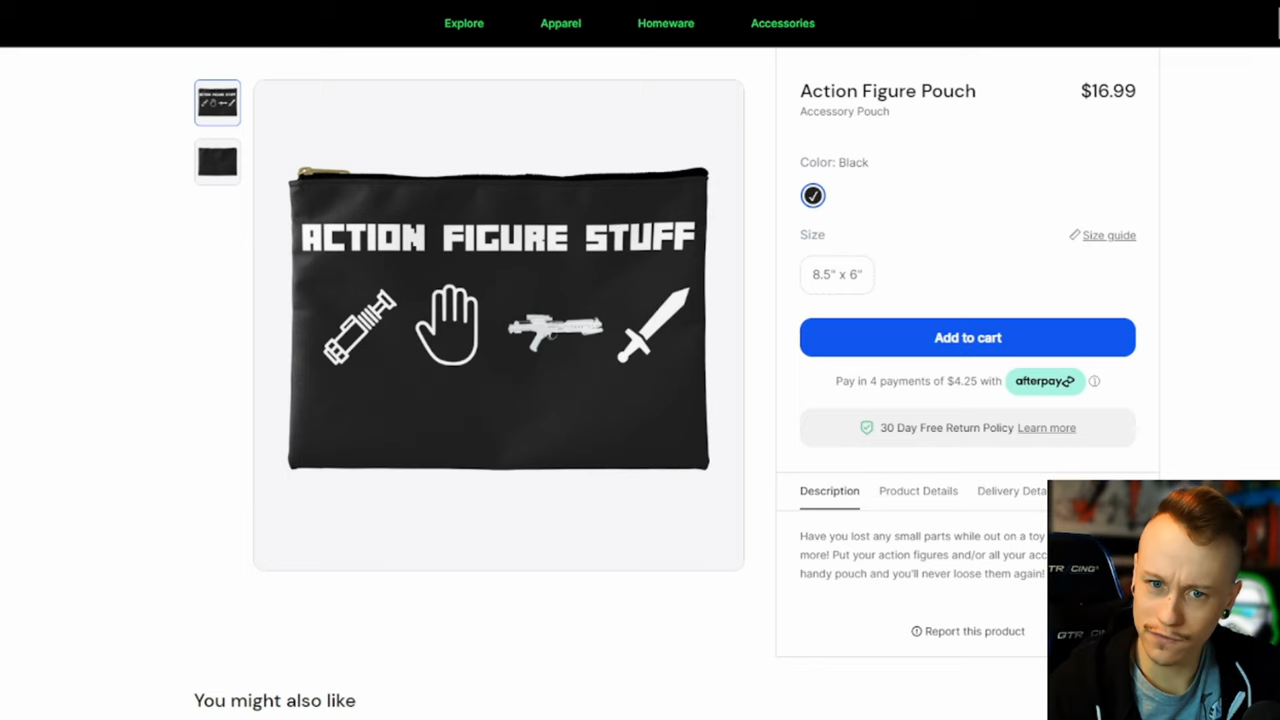 Explore Apparel Homeware Accessories
ACTION FIGURE STUFF
Action Figure Pouch $16.99
Accessory Pouch
Color: Black
Size Size guide
8.5" x 6"
Add to cart
Pay in 4 payments of $4.25 with afterpay
30 Day Free Return Policy Learn more
Description Product Details Delivery Deta
Have you lost any small parts while out on a toy
more! Put your action figures and/or all your acc
handy pouch and you'll never loose them again!
Report this product
You might also like